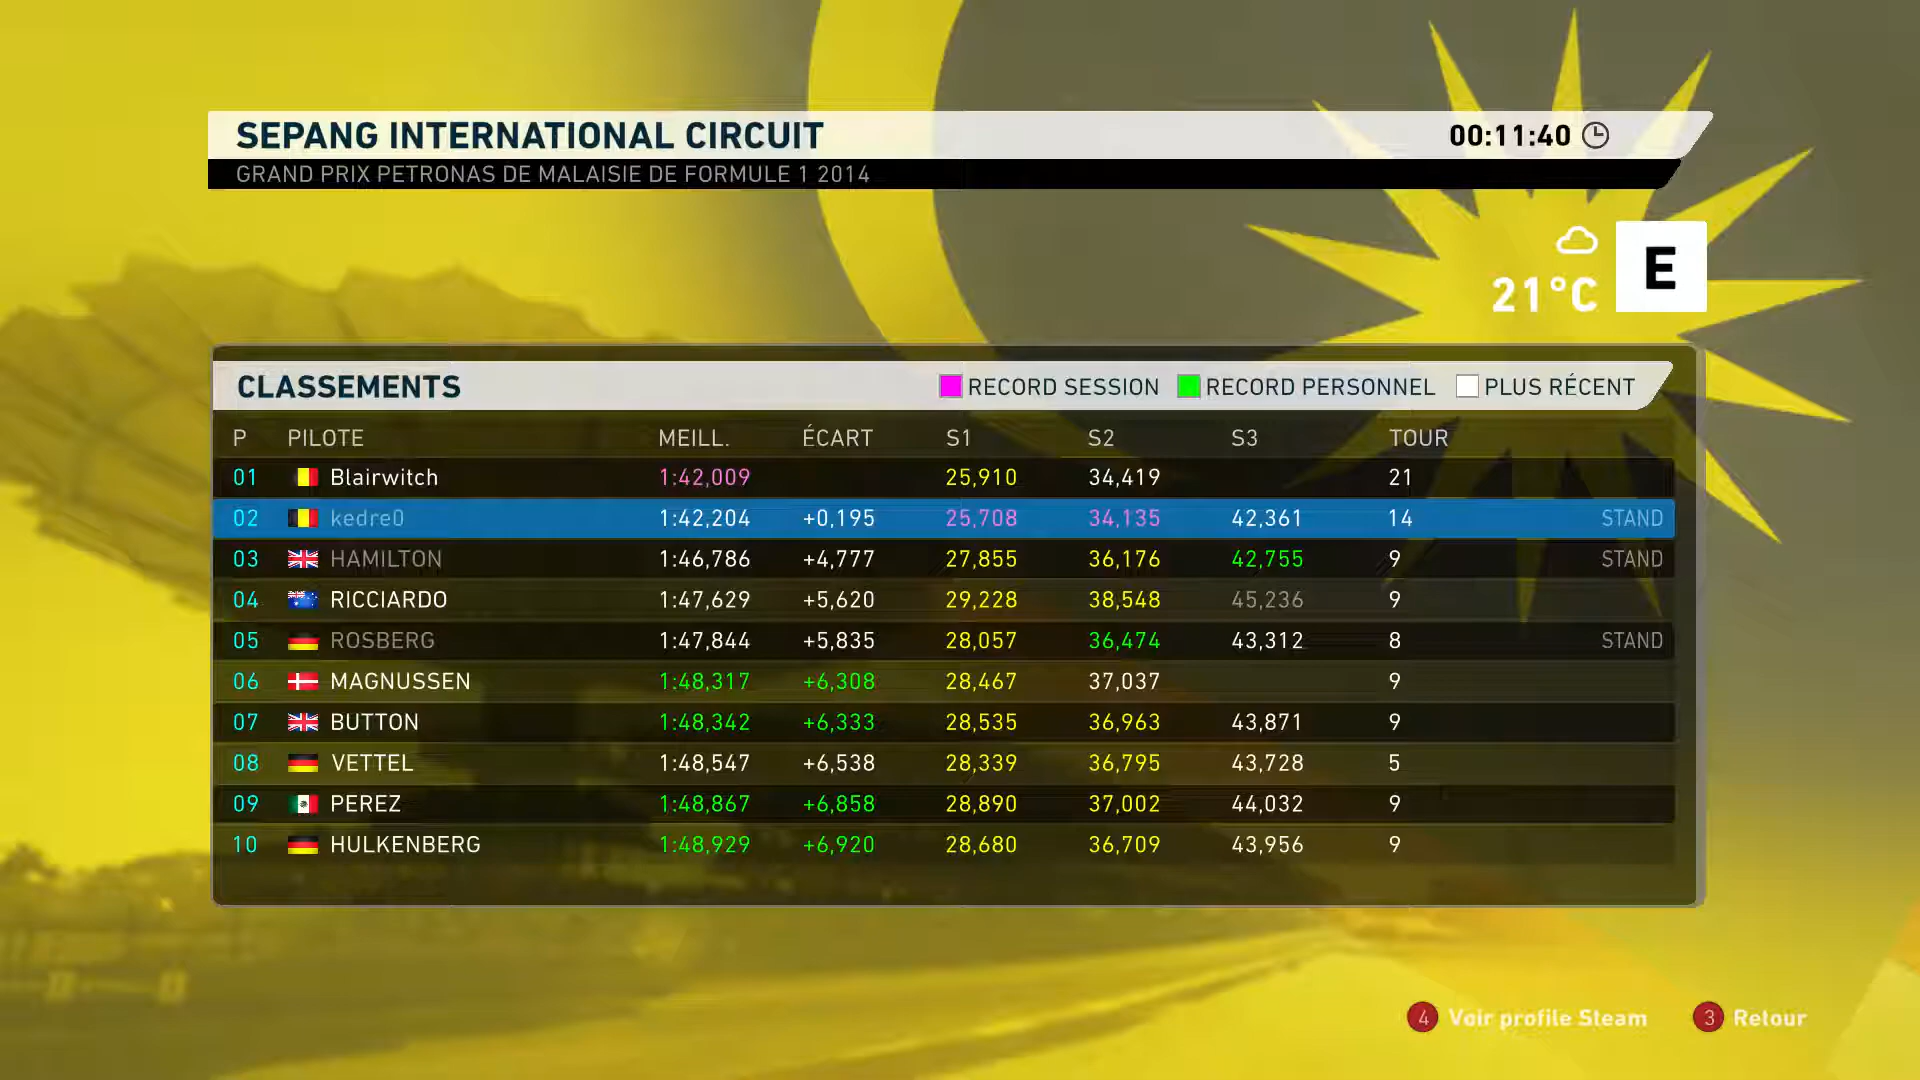 SEPANG INTERNATIONAL CIRCUIT 00:11:40
GRAND PRIX PETRONAS DE MALAISIE DE FORMULE 1 2014
21°C E
CLASSEMENTS RECORD SESSION RECORD PERSONNEL PLUS RÉCENT
P PILOTE MEILL. ÉCART S1 S2 S3 TOUR
01 Blairwitch 1:42,009 25,910 34,419 21
02 kedre0 1:42,204 +0,195 25,708 34,135 42,361 14 STAND
03 HAMILTON 1:46,786 +4,777 27,855 36,176 42,755 9 STAND
04 RICCIARDO 1:47,629 +5,620 29,228 38,548 45,236 9
05 ROSBERG 1:47,844 +5,835 28,057 36,474 43,312 8 STAND
06 MAGNUSSEN 1:48,317 +6,308 28,467 37,037 9
07 BUTTON 1:48,342 +6,333 28,535 36,963 43,871 9
08 VETTEL 1:48,547 +6,538 28,339 36,795 43,728 5
09 PEREZ 1:48,867 +6,858 28,890 37,002 44,032 9
10 HULKENBERG 1:48,929 +6,920 28,680 36,709 43,956 9
4 Voir profile Steam 3 Retour